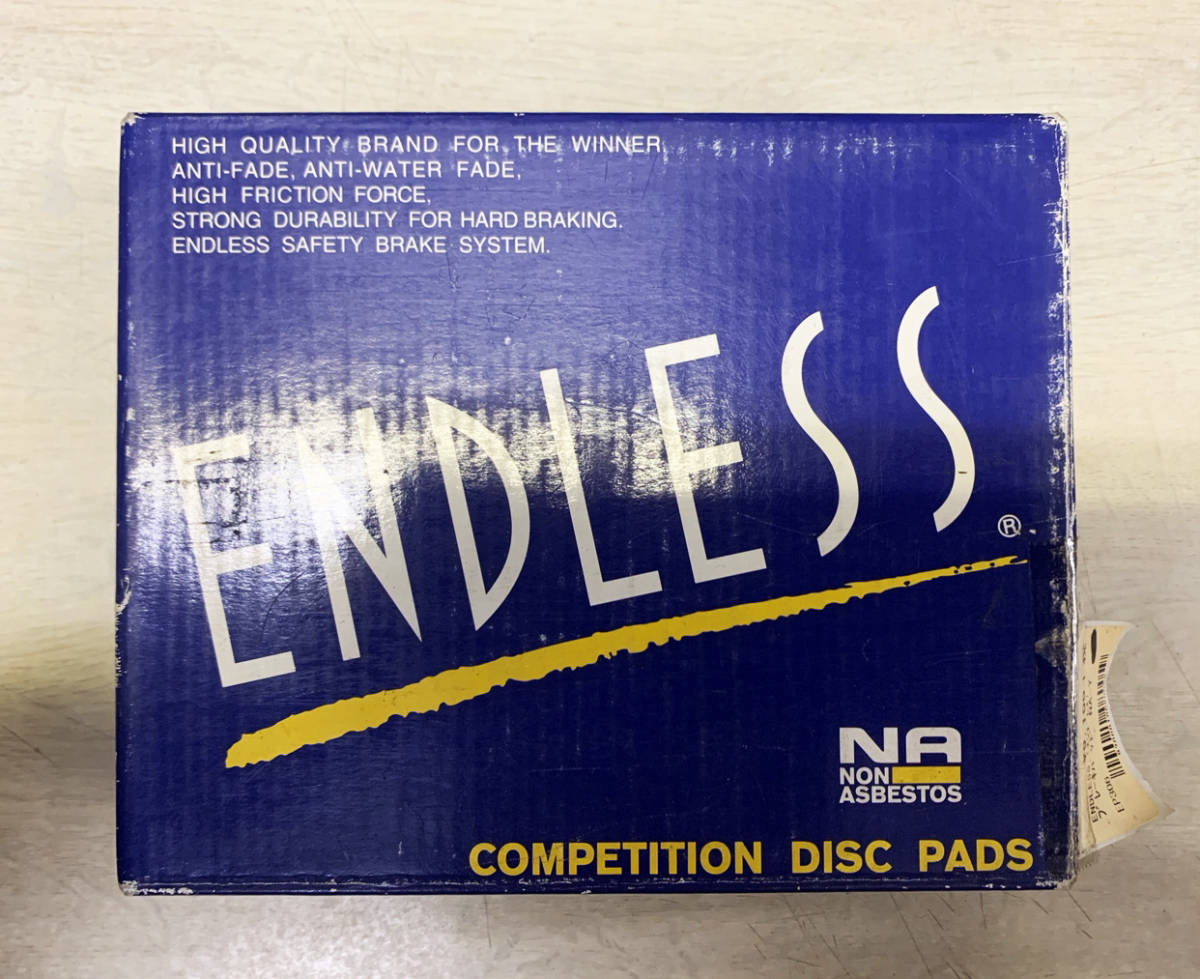 HIGH QUALITY BRAND FOR THE WINNER.
ANTI-FADE, ANTI-WATER FADE,
HIGH FRICTION FORCE,
STRONG DURABILITY FOR HARD BRAKING.
ENDLESS SAFETY BRAKE SYSTEM.
ENDLESS
®
NA
NON
ASBESTOS
COMPETITION DISC PADS
EP306